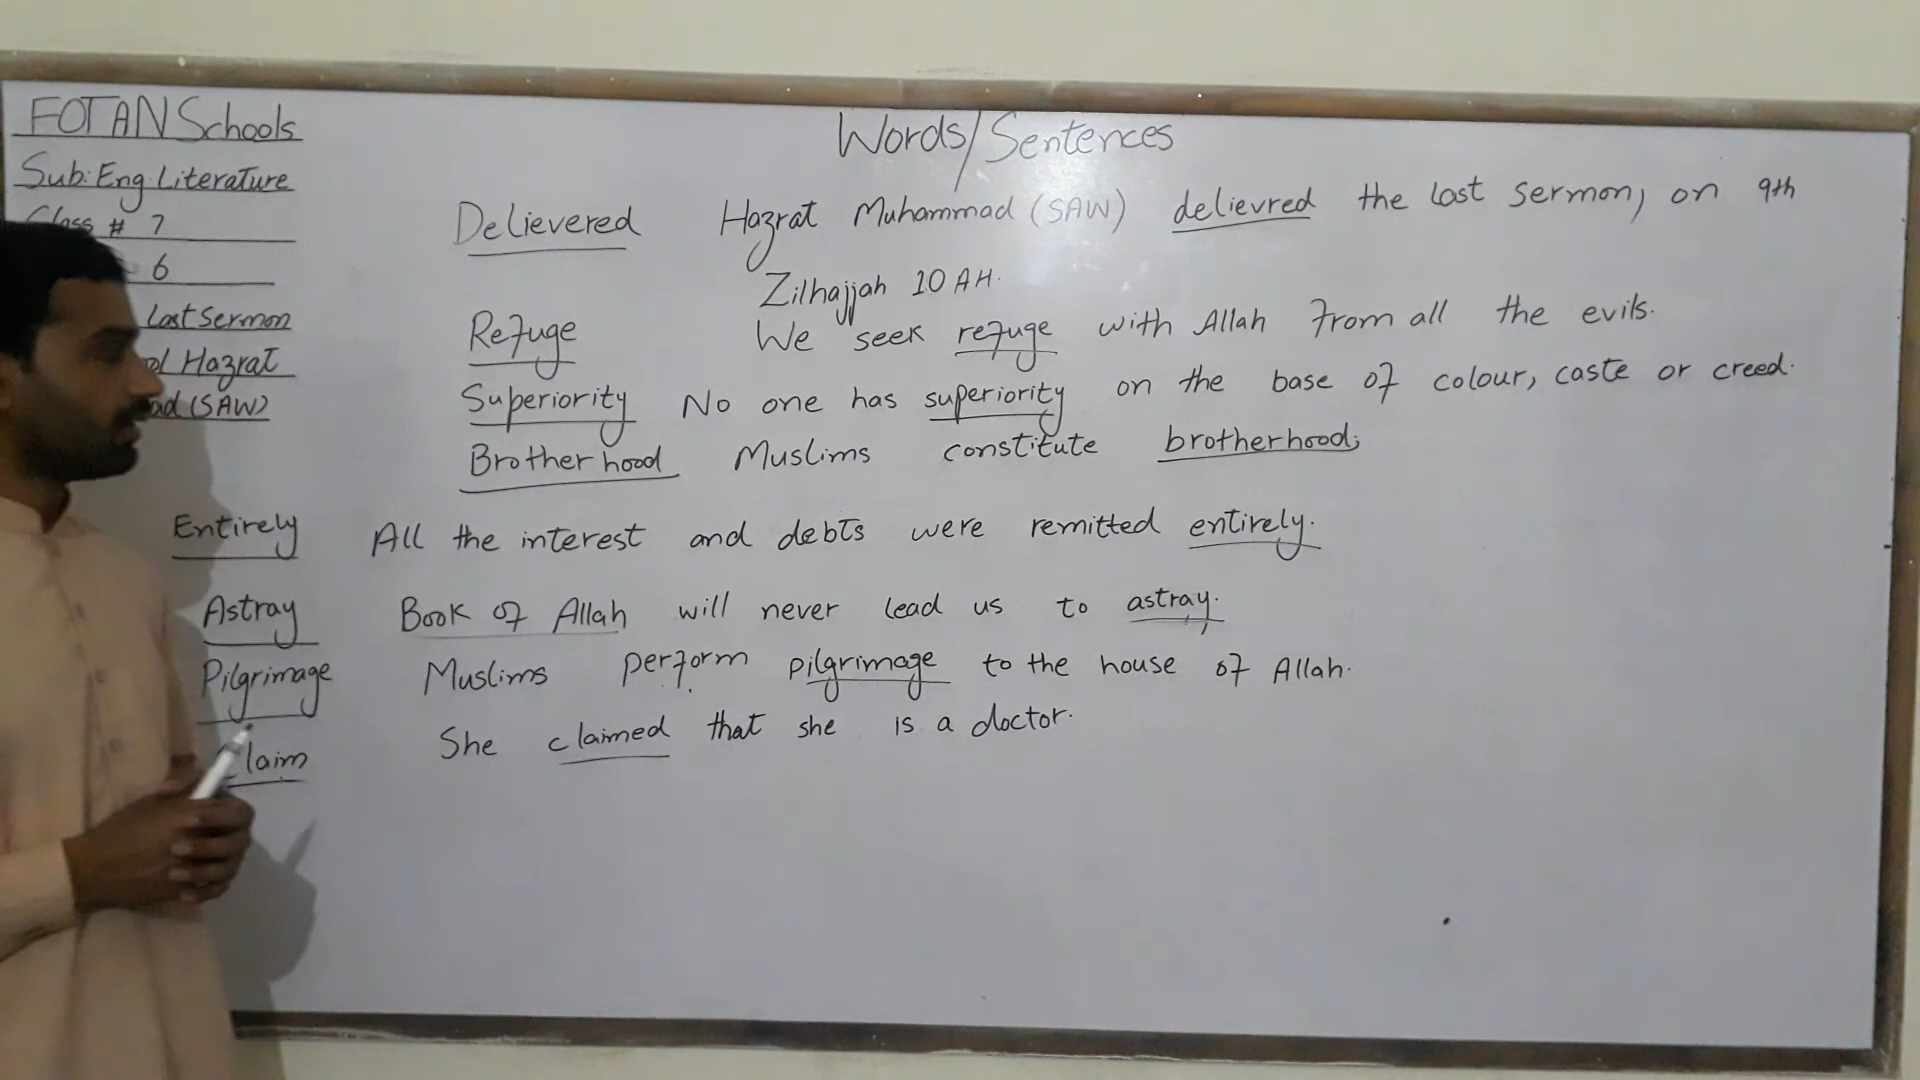 FOTAN Schools
Sub: Eng. Literature
Class # 7
6
Last Sermon
Hazrat
(SAW)
Words/Sentences
Delievered Hazrat Muhammad (SAW) delievred the last sermon, on 9th
Zilhajjah 10 AH.
Refuge We seek refuge with Allah from all the evils.
Superiority No one has superiority on the base of colour, caste or creed.
Brotherhood Muslims constitute brotherhood;
Entirely All the interest and debts were remitted entirely.
Astray Book of Allah will never lead us to astray.
Pilgrimage Muslims perform pilgrimage to the house of Allah.
Claim She claimed that she is a doctor.